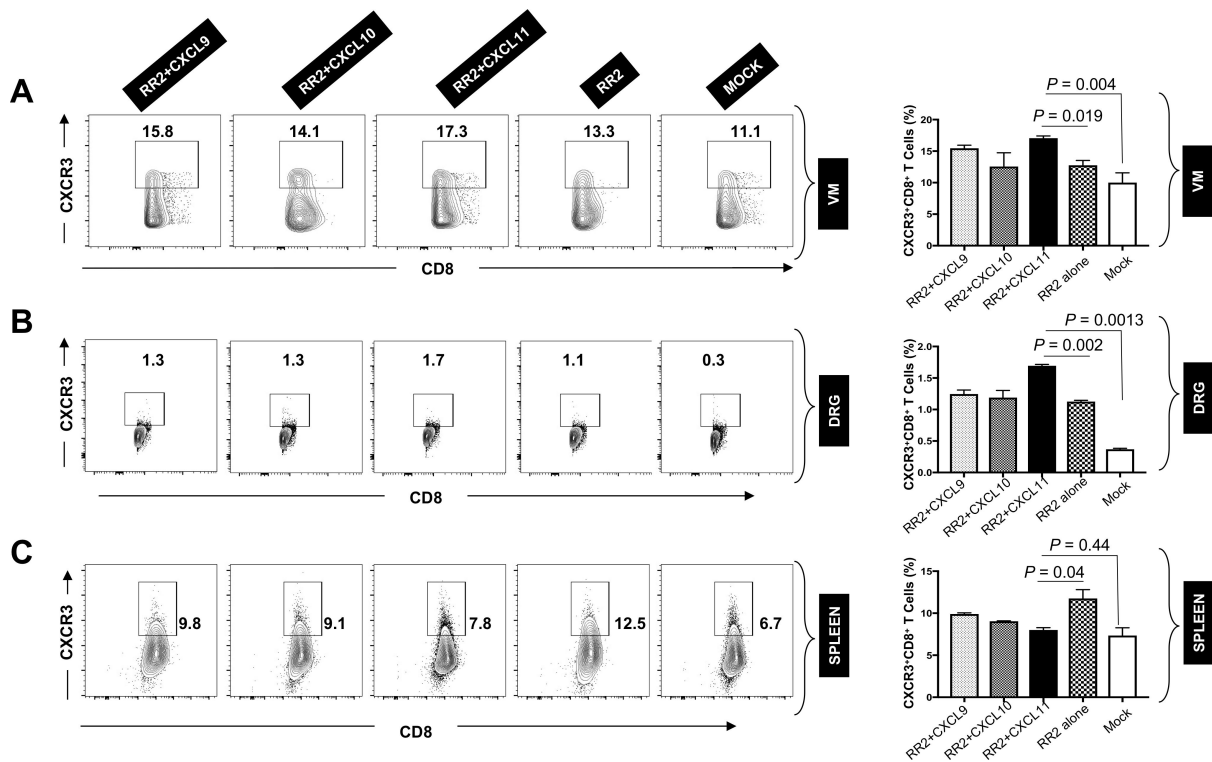 RR2+CXCL9
RR2+CXCL10
RR2+CXCL11
RR2
MOCK
A
CXCR3
15.8
14.1
17.3
13.3
11.1
CD8
VM
CXCR3⁺CD8⁺ T Cells (%)
20
15
10
5
0
P = 0.004
P = 0.019
RR2+CXCL9
RR2+CXCL10
RR2+CXCL11
RR2 alone
Mock
VM
B
CXCR3
1.3
1.3
1.7
1.1
0.3
CD8
DRG
CXCR3⁺CD8⁺ T Cells (%)
2.0
1.5
1.0
0.5
0.0
P = 0.0013
P = 0.002
RR2+CXCL9
RR2+CXCL10
RR2+CXCL11
RR2 alone
Mock
DRG
C
CXCR3
9.8
9.1
7.8
12.5
6.7
CD8
SPLEEN
CXCR3⁺CD8⁺ T Cells (%)
15
10
5
0
P = 0.44
P = 0.04
RR2+CXCL9
RR2+CXCL10
RR2+CXCL11
RR2 alone
Mock
SPLEEN